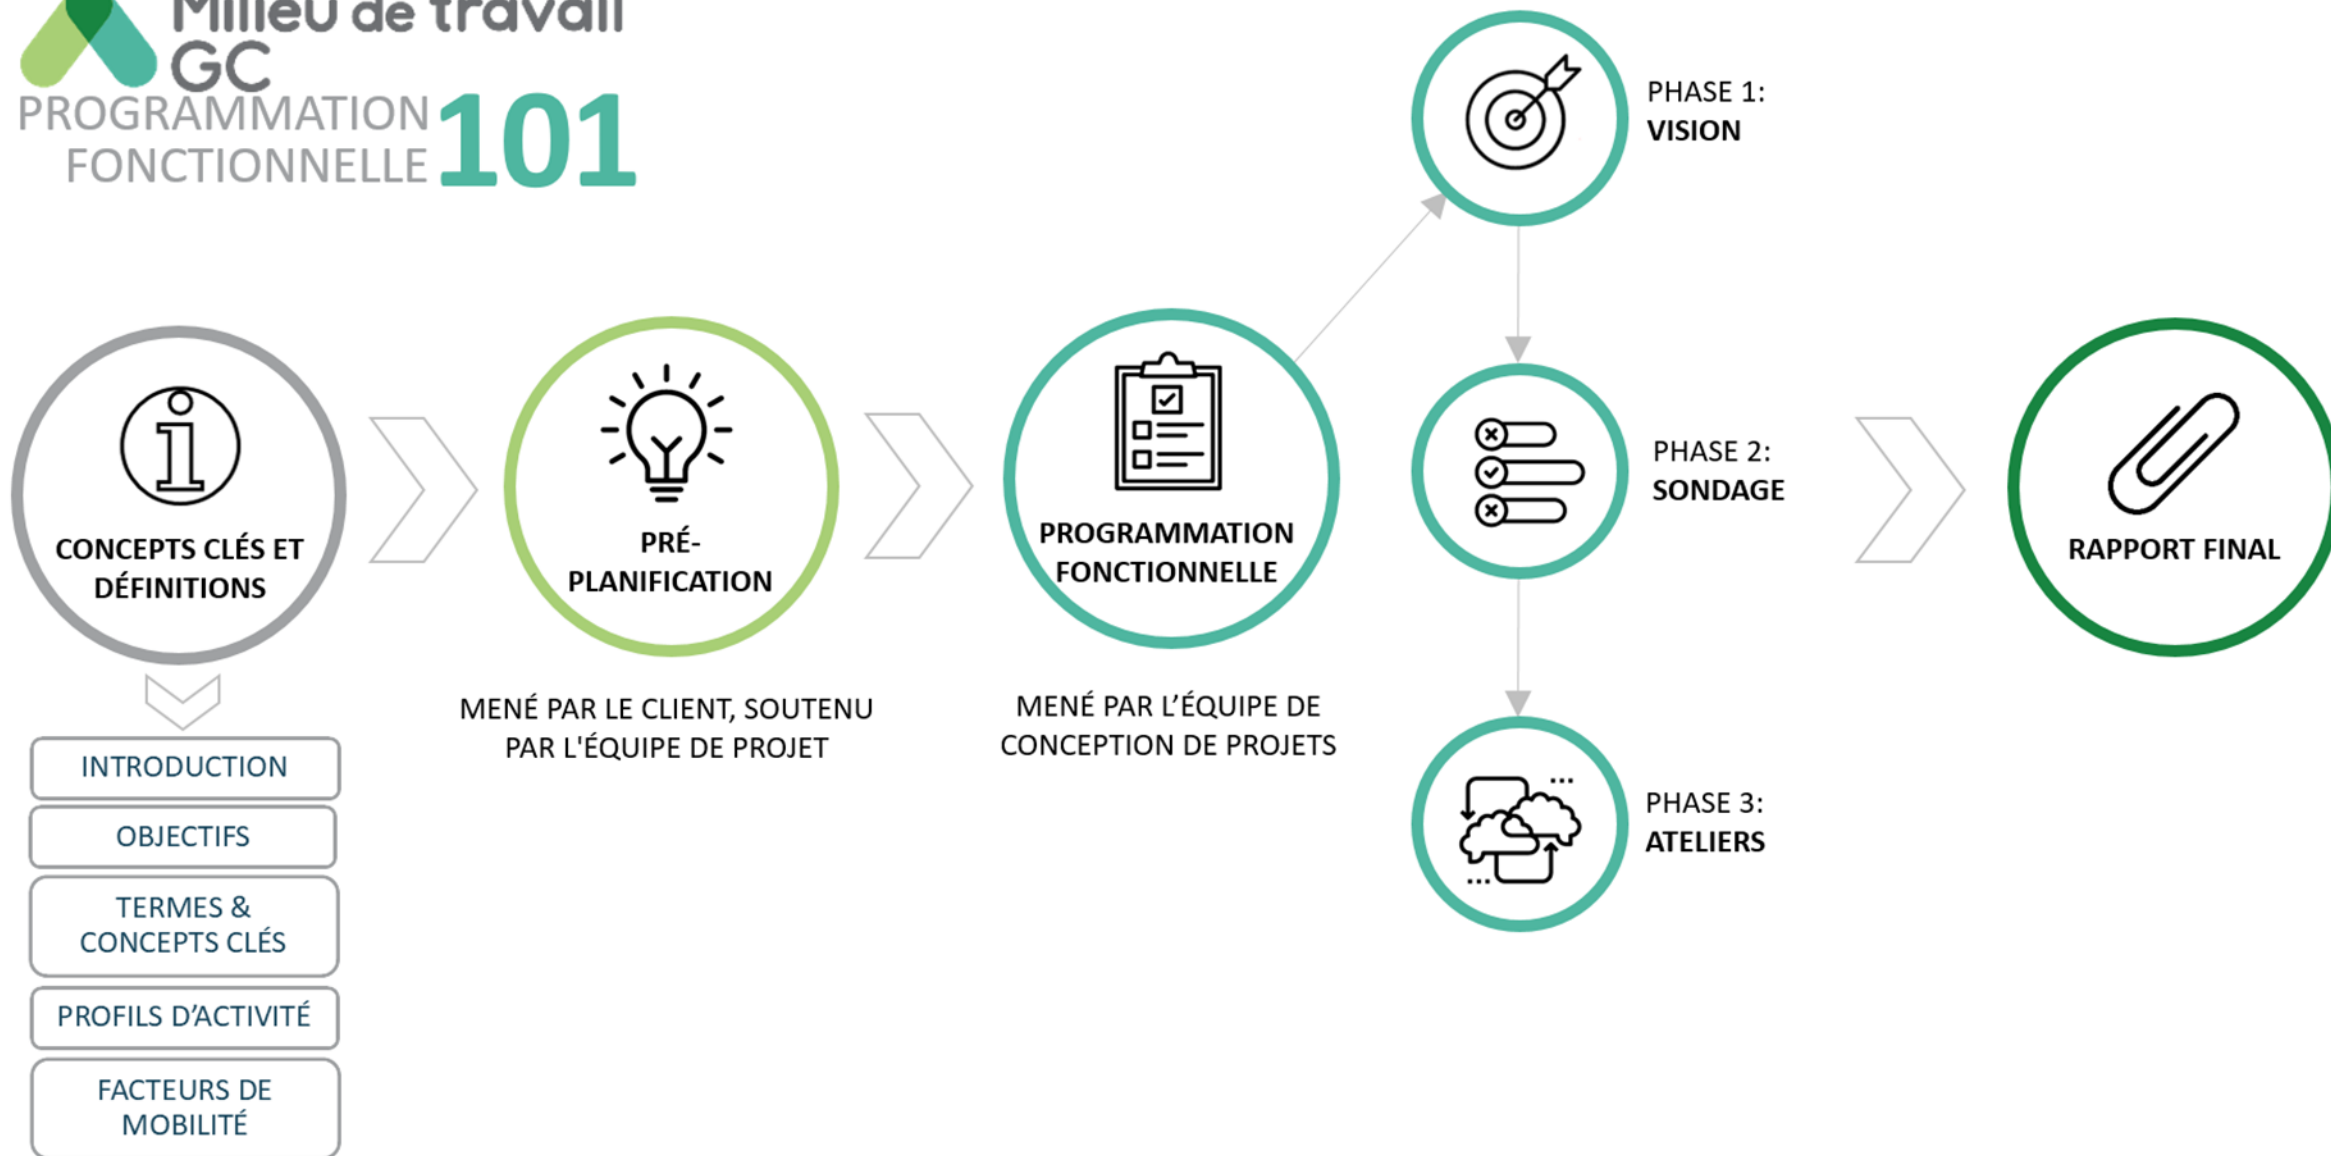 Milieu de travail
GC
PROGRAMMATION
FONCTIONNELLE
101
CONCEPTS CLÉS ET
DÉFINITIONS
INTRODUCTION
OBJECTIFS
TERMES &
CONCEPTS CLÉS
PROFILS D’ACTIVITÉ
FACTEURS DE
MOBILITÉ
PRÉ-
PLANIFICATION
MENÉ PAR LE CLIENT, SOUTENU
PAR L'ÉQUIPE DE PROJET
PROGRAMMATION
FONCTIONNELLE
MENÉ PAR L’ÉQUIPE DE
CONCEPTION DE PROJETS
PHASE 1:
VISION
PHASE 2:
SONDAGE
PHASE 3:
ATELIERS
RAPPORT FINAL